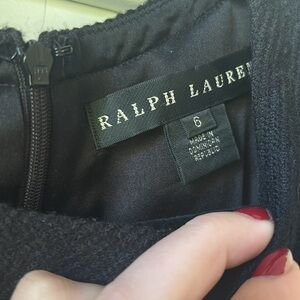 RALPH LAUREN
6
MADE IN
DOMINICAN
REPUBLIC